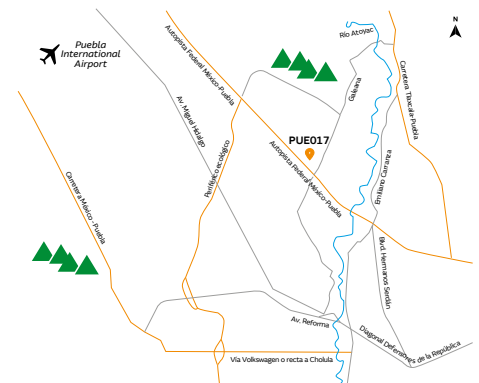 N
Puebla
International
Airport
Río Atoyac
Autopista Federal México-Puebla
Carretera Tlaxcala-Puebla
Galeana
Av. Miguel Hidalgo
PUE017
Periférico ecológico
Autopista Federal México-Puebla
Emiliano Carranza
Carretera México - Puebla
Blvd. Hermanos Serdán
Av. Reforma
Diagonal Defensores de la República
Vía Volkswagen o recta a Cholula